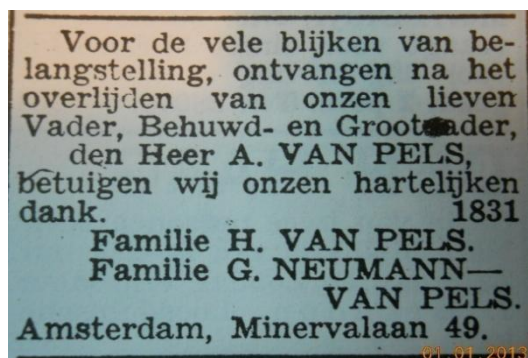 Voor de vele blijken van be-
langstelling, ontvangen na het
overlijden van onzen lieven
Vader, Behuwd- en Grootvader,
den Heer A. VAN PELS,
betuigen wij onzen hartelijken
dank. 1831
Familie H. VAN PELS.
Familie G. NEUMANN—
VAN PELS.
Amsterdam, Minervalaan 49.
01.01.2013